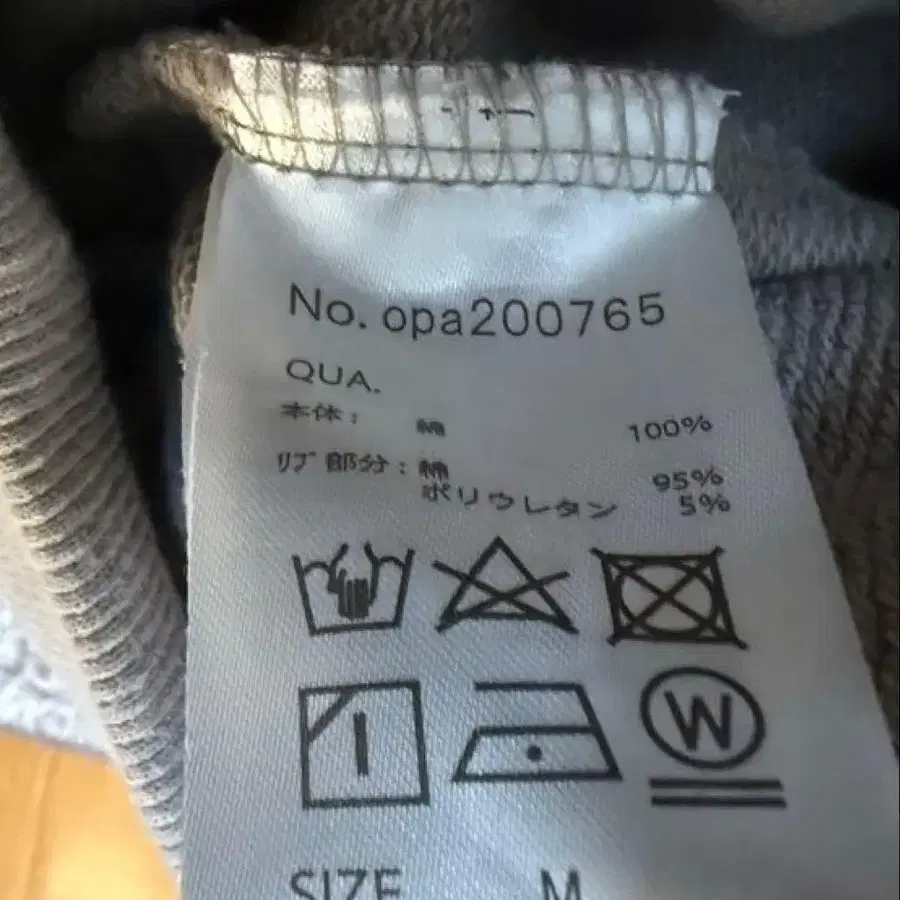 No. opa200765
QUA.
本体: 綿 100%
リブ部分: 綿 95%
ポリウレタン 5%
W
SIZE M